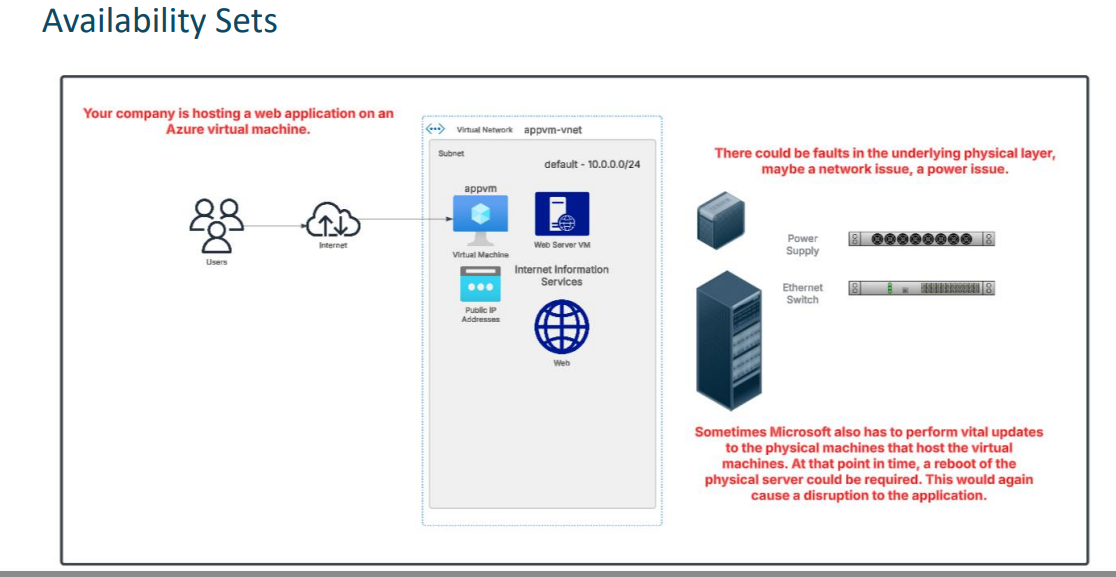 Availability Sets
Your company is hosting a web application on an
Azure virtual machine.
Virtual Network appvm-vnet
Subnet
default - 10.0.0.0/24
appvm
Virtual Machine
Web Server VM
Users
Internet
Internet Information
Services
Public IP
Addresses
Web
There could be faults in the underlying physical layer,
maybe a network issue, a power issue.
Power
Supply
Ethernet
Switch
Sometimes Microsoft also has to perform vital updates
to the physical machines that host the virtual
machines. At that point in time, a reboot of the
physical server could be required. This would again
cause a disruption to the application.